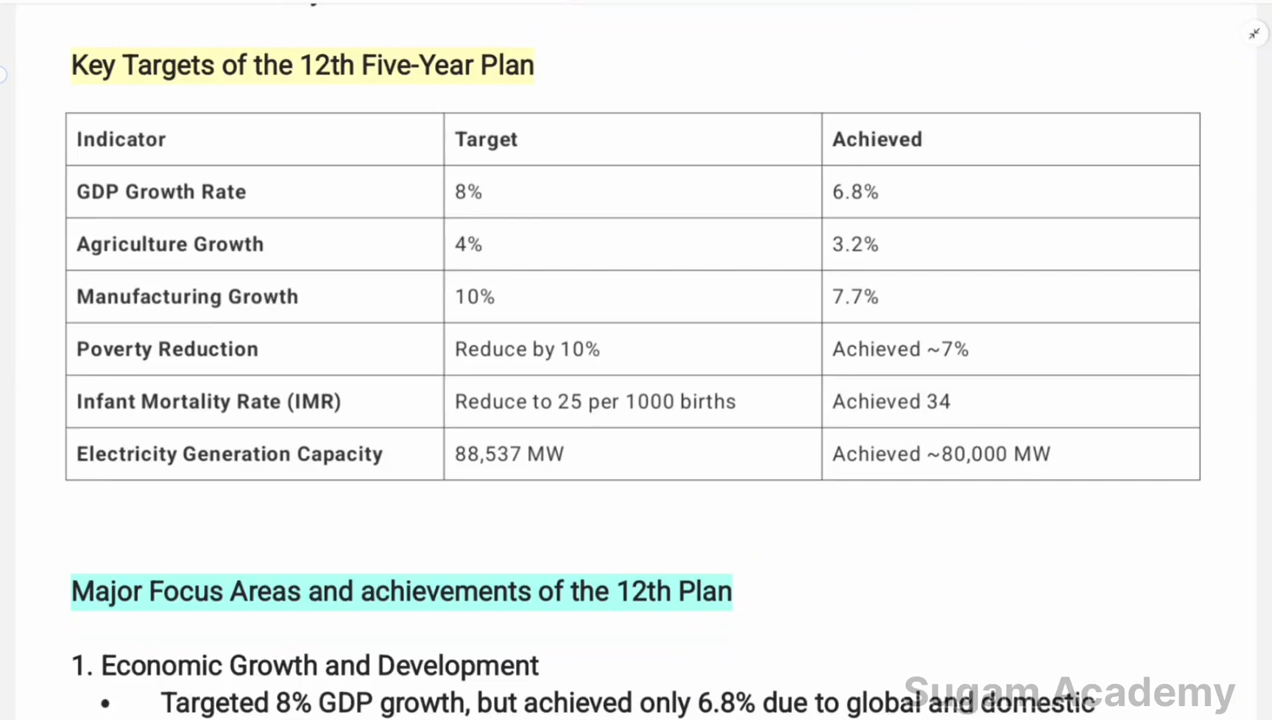 Key Targets of the 12th Five-Year Plan
Indicator Target Achieved
GDP Growth Rate 8% 6.8%
Agriculture Growth 4% 3.2%
Manufacturing Growth 10% 7.7%
Poverty Reduction Reduce by 10% Achieved ~7%
Infant Mortality Rate (IMR) Reduce to 25 per 1000 births Achieved 34
Electricity Generation Capacity 88,537 MW Achieved ~80,000 MW
Major Focus Areas and achievements of the 12th Plan
1. Economic Growth and Development
• Targeted 8% GDP growth, but achieved only 6.8% due to global and domestic
Sugam Academy